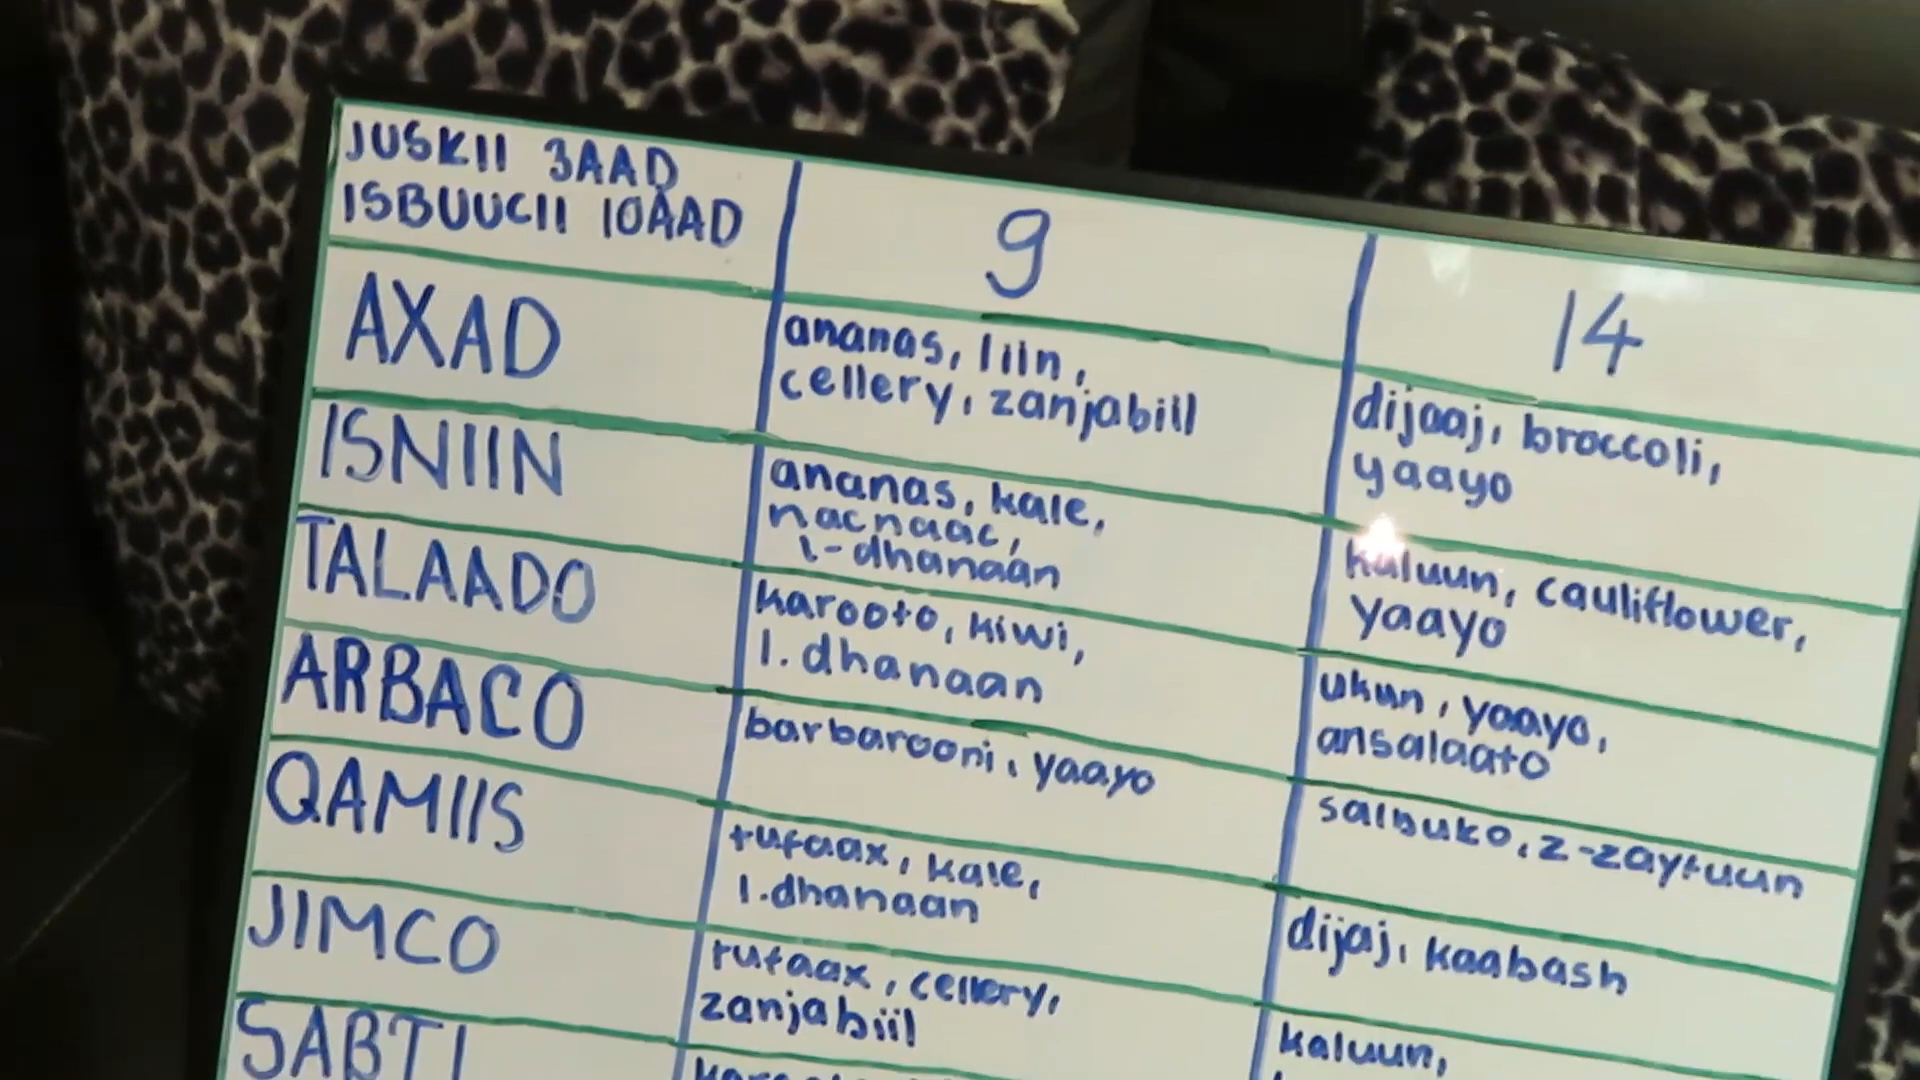 JUSKII 3AAD
ISBUUCII 10AAD
9
14
AXAD
ananas, liin,
cellery, zanjabiil
dijaaj, broccoli,
yaayo
ISNIIN
ananas, kale,
nacnaac,
l-dhanaan
kaluun, cauliflower,
yaayo
TALAADO
karooto, kiwi,
l.dhanaan
ukun, yaayo,
ansalaato
ARBACO
barbarooni, yaayo
salbuko, z-zaytuun
QAMIIS
tufaax, kale,
l.dhanaan
dijaj, kaabash
JIMCO
tufaax, cellery,
zanjabiil
kaluun,
SABTI